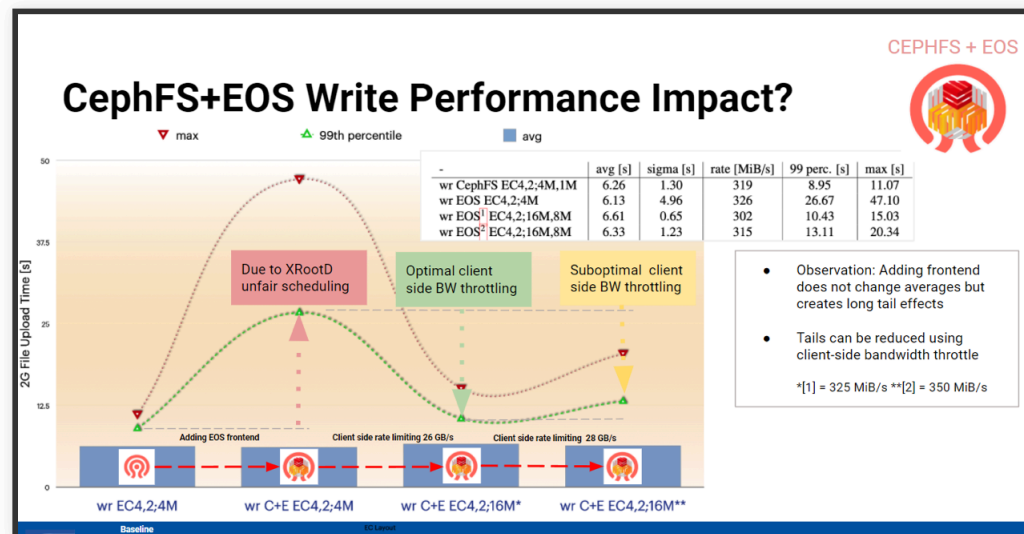 CEPHFS + EOS
CephFS+EOS Write Performance Impact?
max
99th percentile
avg
- avg [s] sigma [s] rate [MiB/s] 99 perc. [s] max [s]
wr CephFS EC4,2;4M,1M 6.26 1.30 319 8.95 11.07
wr EOS EC4,2;4M 6.13 4.96 326 26.67 47.10
wr EOS1 EC4,2;16M,8M 6.61 0.65 302 10.43 15.03
wr EOS2 EC4,2;16M,8M 6.33 1.23 315 13.11 20.34
2G File Upload Time [s]
50
37.5
25
12.5
0
Due to XRootD
unfair scheduling
Optimal client
side BW throttling
Suboptimal client
side BW throttling
● Observation: Adding frontend
does not change averages but
creates long tail effects
● Tails can be reduced using
client-side bandwidth throttle
*[1] = 325 MiB/s **[2] = 350 MiB/s
Adding EOS frontend
Client side rate limiting 26 GB/s
Client side rate limiting 28 GB/s
wr EC4,2;4M
wr C+E EC4,2;4M
wr C+E EC4,2;16M*
wr C+E EC4,2;16M**
Baseline
EC Layout